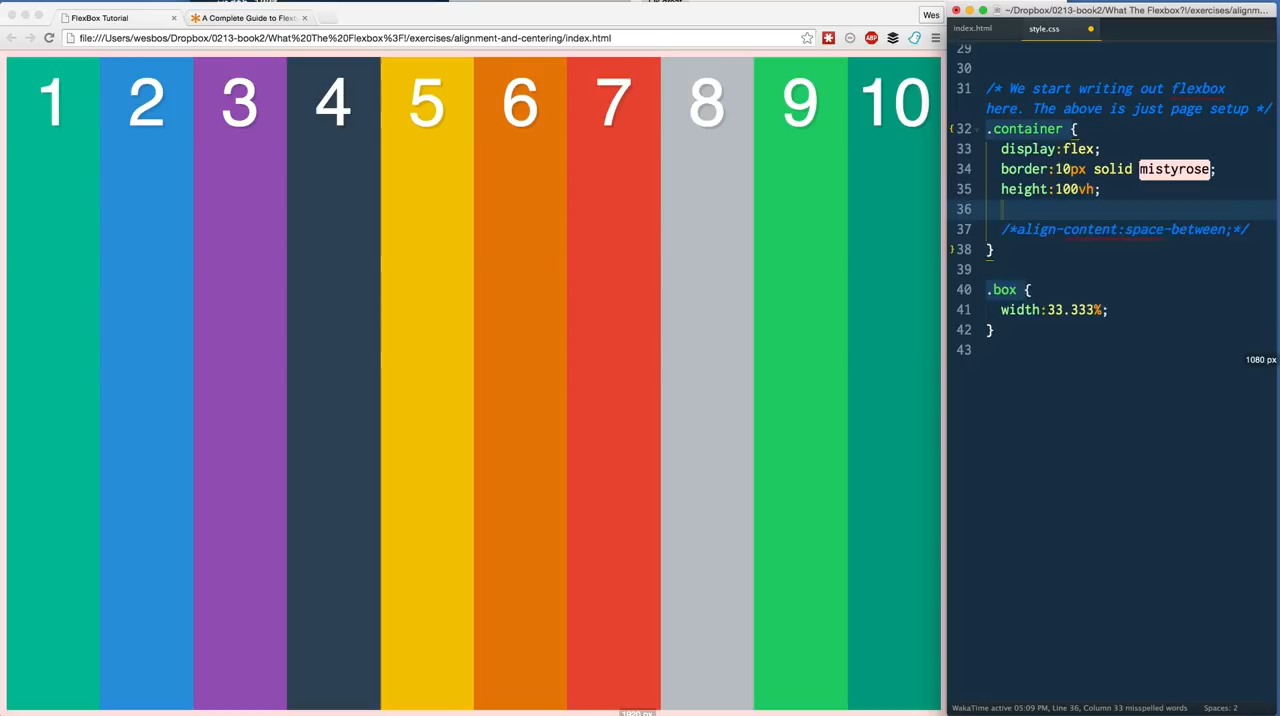 FlexBox Tutorial
A Complete Guide to Flexb
Wes
file:///Users/wesbos/Dropbox/0213-book2/What%20The%20Flexbox%3F!/exercises/alignment-and-centering/index.html
ABP
1 2 3 4 5 6 7 8 9 10
~/Dropbox/0213-book2/What The Flexbox?!/exercises/alignm...
index.html
style.css
29
30
31 /* We start writing out flexbox
here. The above is just page setup */
32 .container {
33 display:flex;
34 border:10px solid mistyrose;
35 height:100vh;
36
37 /*align-content:space-between;*/
38 }
39
40 .box {
41 width:33.333%;
42 }
43
1080 px
1920 px
WakaTime active 05:09 PM, Line 36, Column 33 misspelled words
Spaces: 2